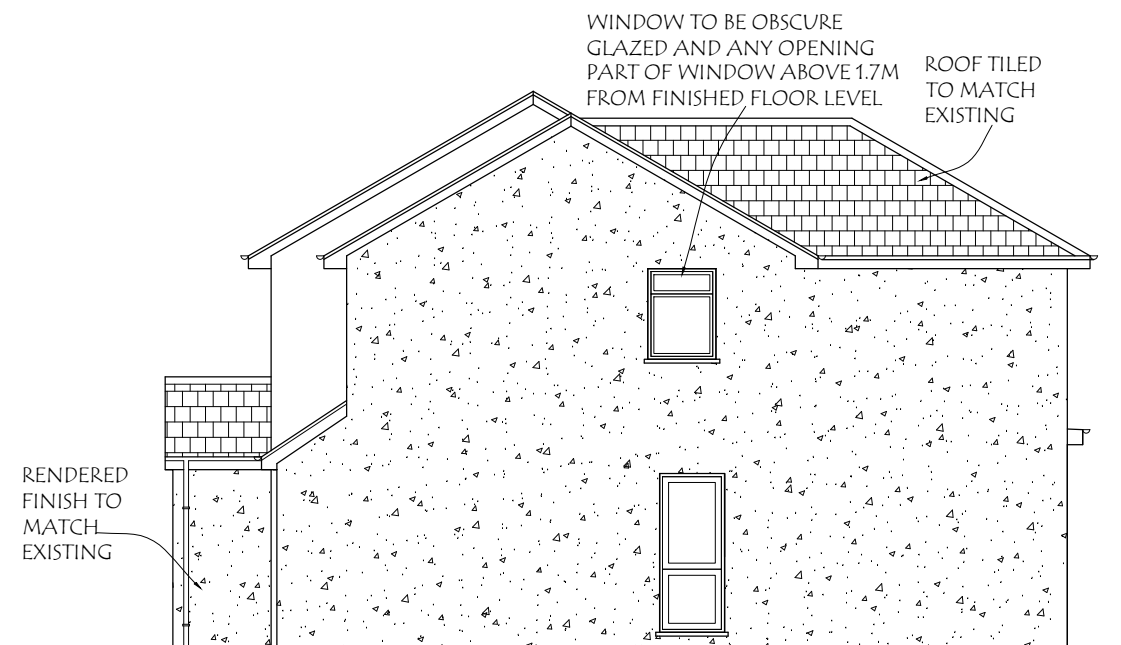 WINDOW TO BE OBSCURE
GLAZED AND ANY OPENING
PART OF WINDOW ABOVE 1.7M
FROM FINISHED FLOOR LEVEL
ROOF TILED
TO MATCH
EXISTING
RENDERED
FINISH TO
MATCH
EXISTING